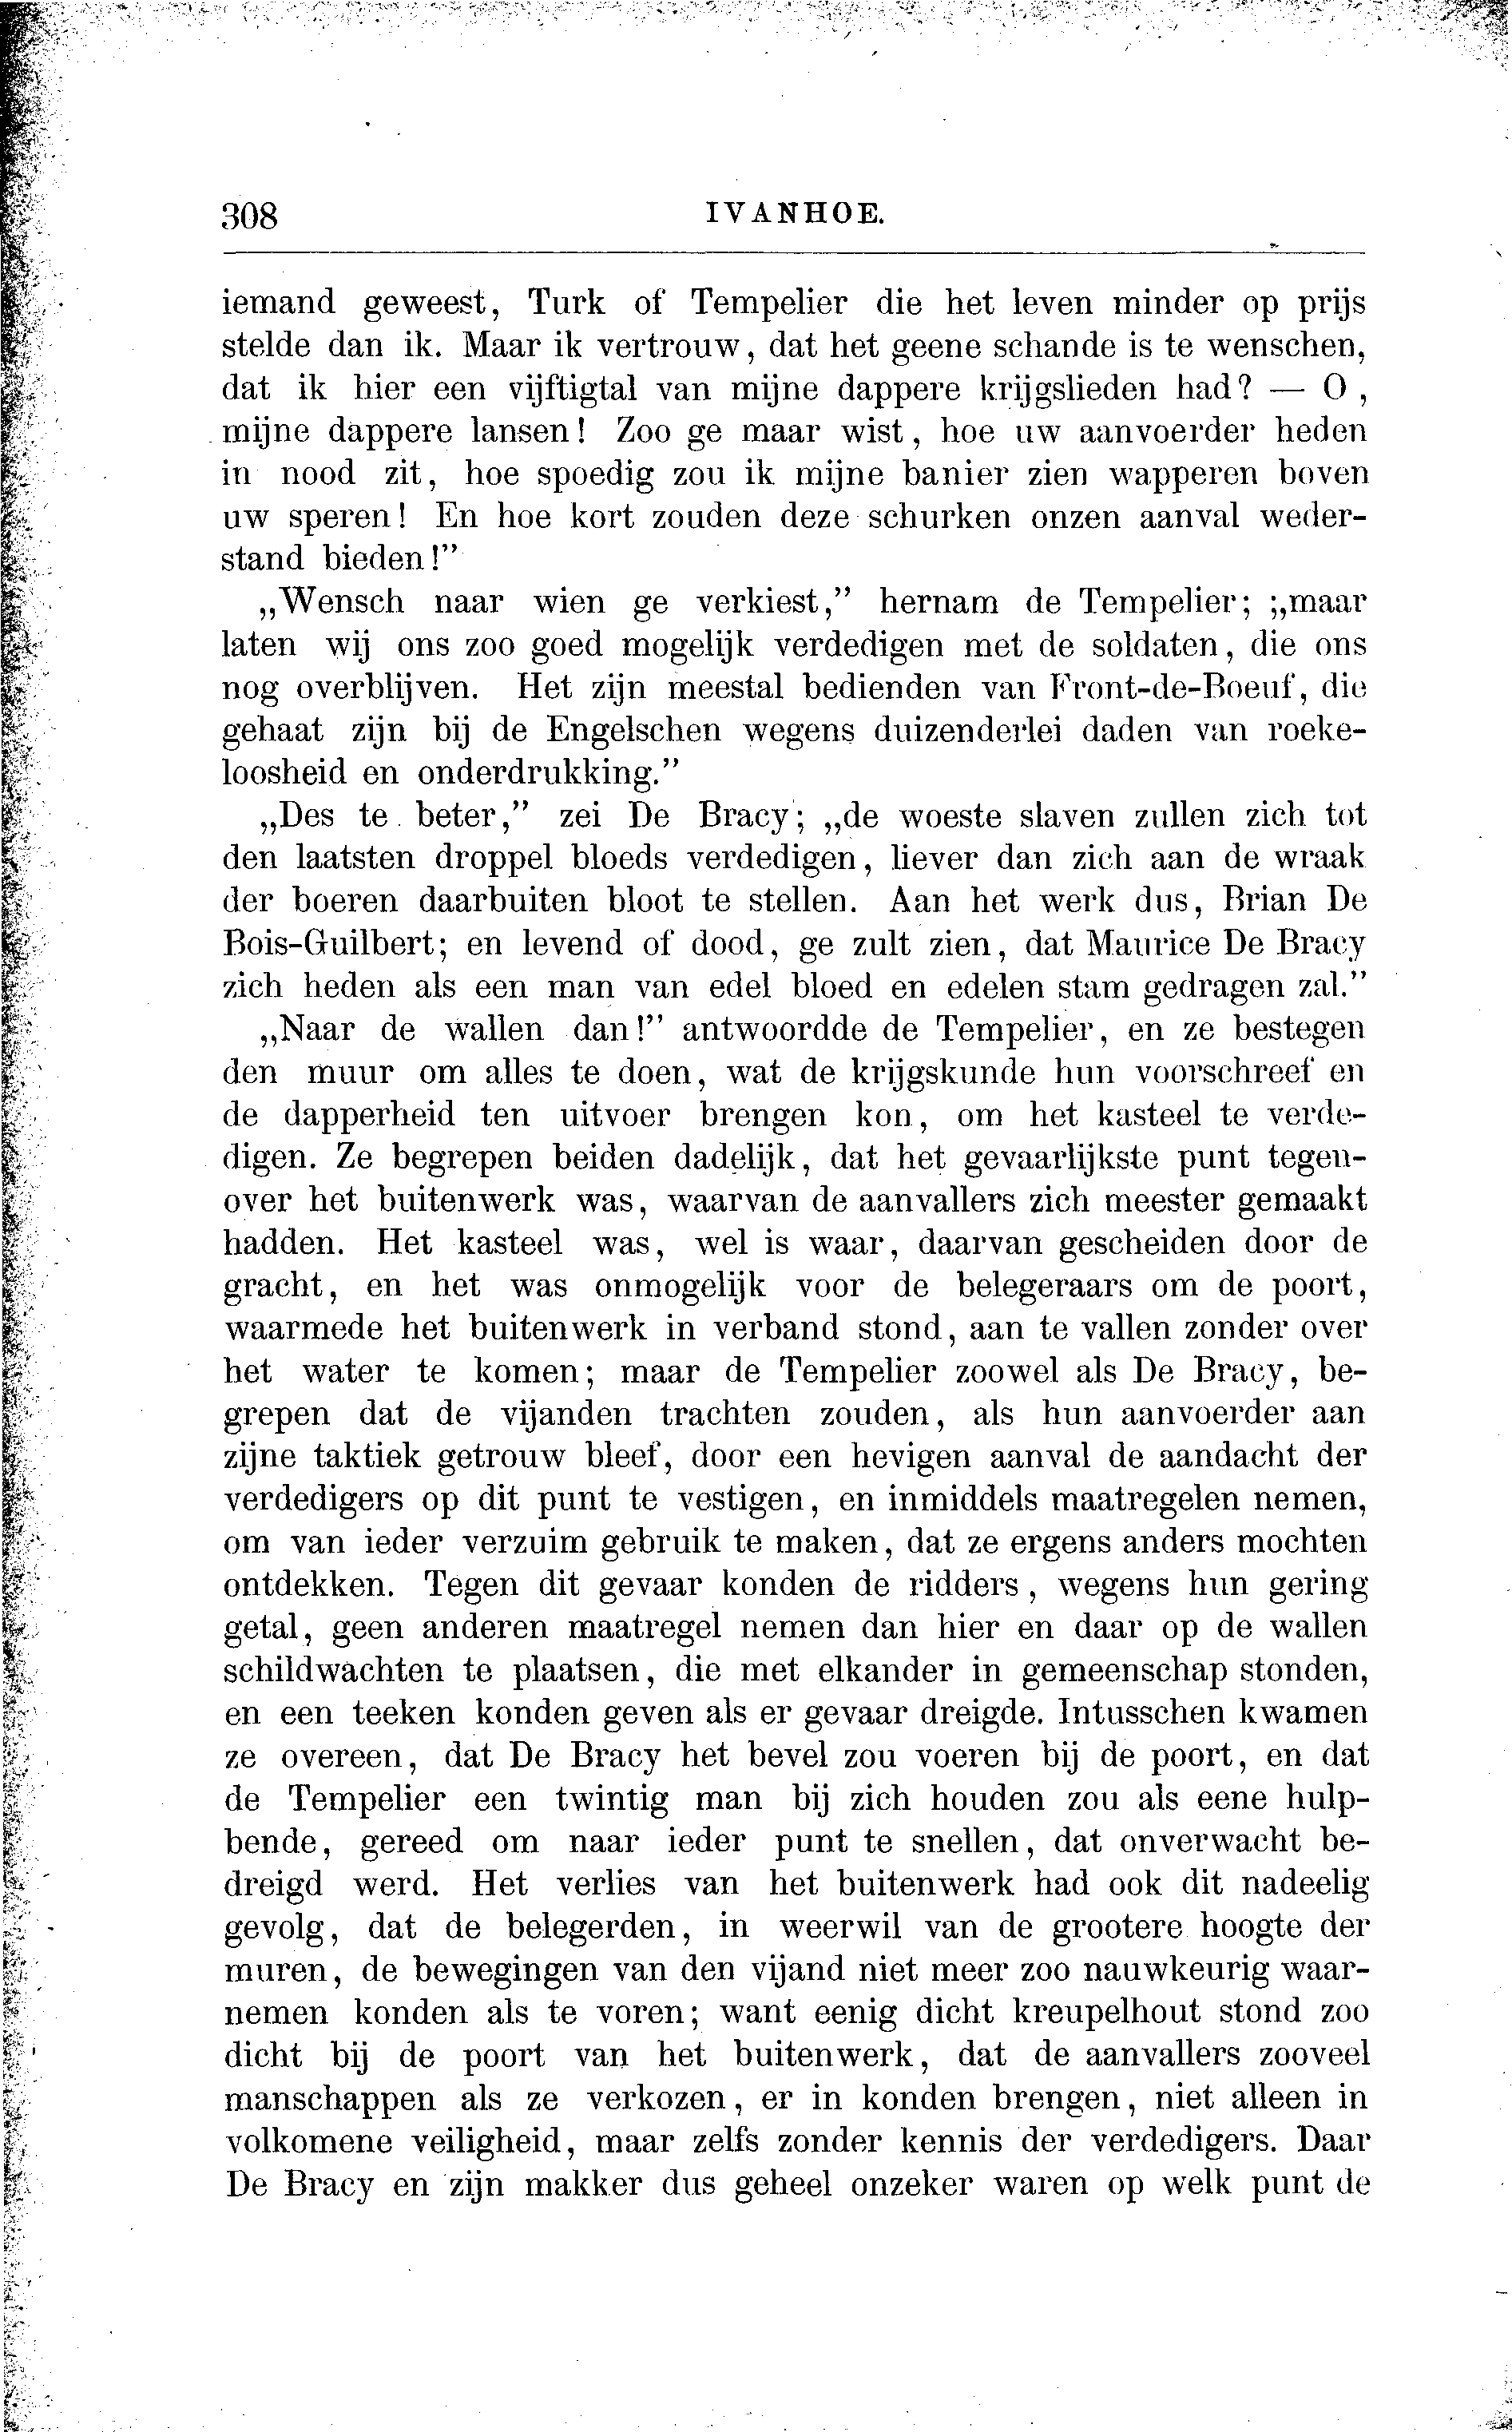 308 IVANHOE.
iemand geweest, Turk of Tempelier die het leven minder op prijs
stelde dan ik. Maar ik vertrouw, dat het geene schande is te wenschen,
dat ik hier een vijftigtal van mijne dappere krijgslieden had? — O,
mijne dappere lansen! Zoo ge maar wist, hoe uw aanvoerder heden
in nood zit, hoe spoedig zou ik mijne banier zien wapperen boven
uw speren! En hoe kort zouden deze schurken onzen aanval weder-
stand bieden!”
„Wensch naar wien ge verkiest,” hernam de Tempelier; ;„maar
laten wij ons zoo goed mogelijk verdedigen met de soldaten, die ons
nog overblijven. Het zijn meestal bedienden van Front-de-Boeuf, die
gehaat zijn bij de Engelschen wegens duizenderlei daden van roeke-
loosheid en onderdrukking.”
„Des te beter,” zei De Bracy; „de woeste slaven zullen zich tot
den laatsten droppel bloeds verdedigen, liever dan zich aan de wraak
der boeren daarbuiten bloot te stellen. Aan het werk dus, Brian De
Bois-Guilbert; en levend of dood, ge zult zien, dat Maurice De Bracy
zich heden als een man van edel bloed en edelen stam gedragen zal.”
„Naar de wallen dan!” antwoordde de Tempelier, en ze bestegen
den muur om alles te doen, wat de krijgskunde hun voorschreef en
de dapperheid ten uitvoer brengen kon, om het kasteel te verde-
digen. Ze begrepen beiden dadelijk, dat het gevaarlijkste punt tegen-
over het buitenwerk was, waarvan de aanvallers zich meester gemaakt
hadden. Het kasteel was, wel is waar, daarvan gescheiden door de
gracht, en het was onmogelijk voor de belegeraars om de poort,
waarmede het buitenwerk in verband stond, aan te vallen zonder over
het water te komen; maar de Tempelier zoowel als De Bracy, be-
grepen dat de vijanden trachten zouden, als hun aanvoerder aan
zijne taktiek getrouw bleef, door een hevigen aanval de aandacht der
verdedigers op dit punt te vestigen, en inmiddels maatregelen nemen,
om van ieder verzuim gebruik te maken, dat ze ergens anders mochten
ontdekken. Tegen dit gevaar konden de ridders, wegens hun gering
getal, geen anderen maatregel nemen dan hier en daar op de wallen
schildwachten te plaatsen, die met elkander in gemeenschap stonden,
en een teeken konden geven als er gevaar dreigde. Intusschen kwamen
ze overeen, dat De Bracy het bevel zou voeren bij de poort, en dat
de Tempelier een twintig man bij zich houden zou als eene hulp-
bende, gereed om naar ieder punt te snellen, dat onverwacht be-
dreigd werd. Het verlies van het buitenwerk had ook dit nadeelig
gevolg, dat de belegerden, in weerwil van de grootere hoogte der
muren, de bewegingen van den vijand niet meer zoo nauwkeurig waar-
nemen konden als te voren; want eenig dicht kreupelhout stond zoo
dicht bij de poort van het buitenwerk, dat de aanvallers zooveel
manschappen als ze verkozen, er in konden brengen, niet alleen in
volkomene veiligheid, maar zelfs zonder kennis der verdedigers. Daar
De Bracy en zijn makker dus geheel onzeker waren op welk punt de